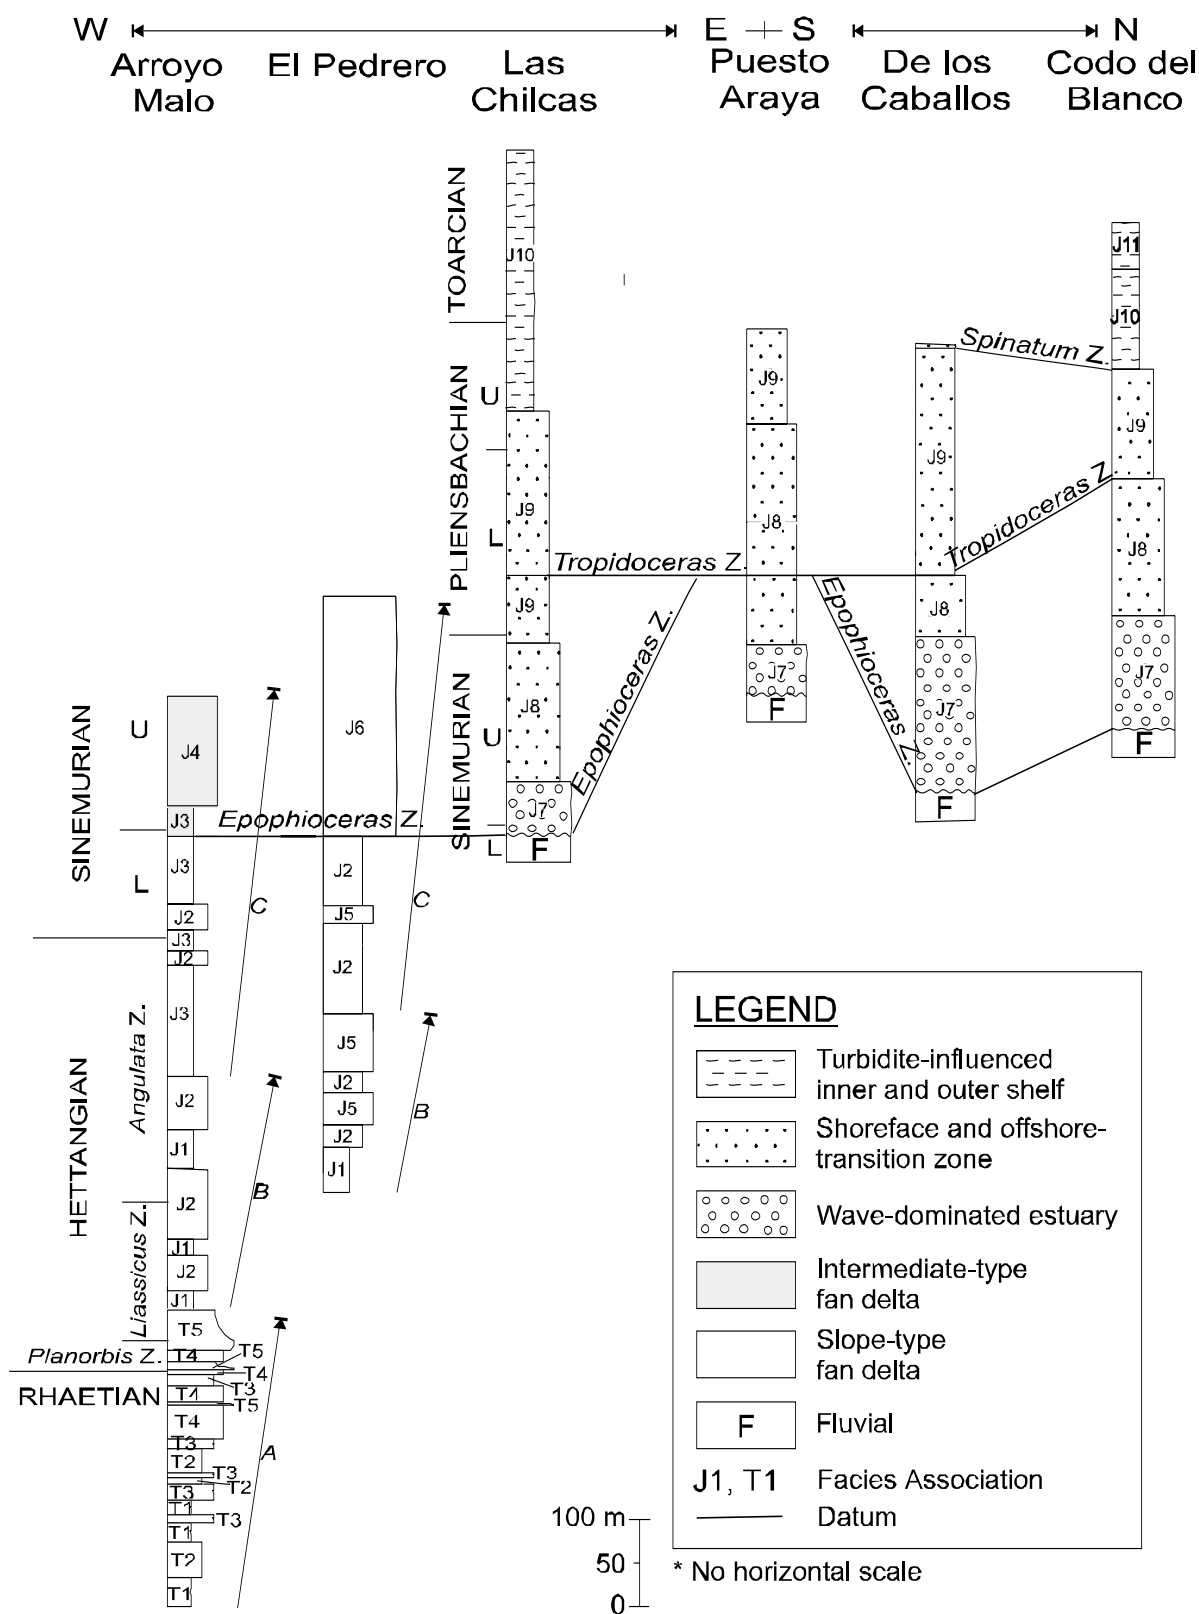 W E S N
Arroyo Malo
El Pedrero
Las Chilcas
Puesto Araya
De los Caballos
Codo del Blanco
SINEMURIAN
U
L
HETTANGIAN
Angulata Z.
Liassicus Z.
Planorbis Z.
RHAETIAN
J4
J3
J3
J2
J3
J2
J3
J2
J1
J2
J1
J2
J1
T5
T4
T5
T4
T3
T4
T5
T4
T3
T2
T3
T2
T3
T1
T3
T1
T2
T1
A
B
C
Epophioceras Z.
J6
J2
J5
J2
J5
J2
J5
J2
J1
B
C
TOARCIAN
PLIENSBACHIAN
U
L
SINEMURIAN
U
L
J10
J9
J9
J8
J7
F
Tropidoceras Z.
Epophioceras Z.
J9
J8
J7
F
Epophioceras Z.
J9
J8
J7
F
Spinatum Z.
Tropidoceras Z.
J11
J10
J9
J8
J7
F
LEGEND
Turbidite-influenced
inner and outer shelf
Shoreface and offshore-
transition zone
Wave-dominated estuary
Intermediate-type
fan delta
Slope-type
fan delta
F Fluvial
J1, T1 Facies Association
Datum
100 m
50
0
* No horizontal scale